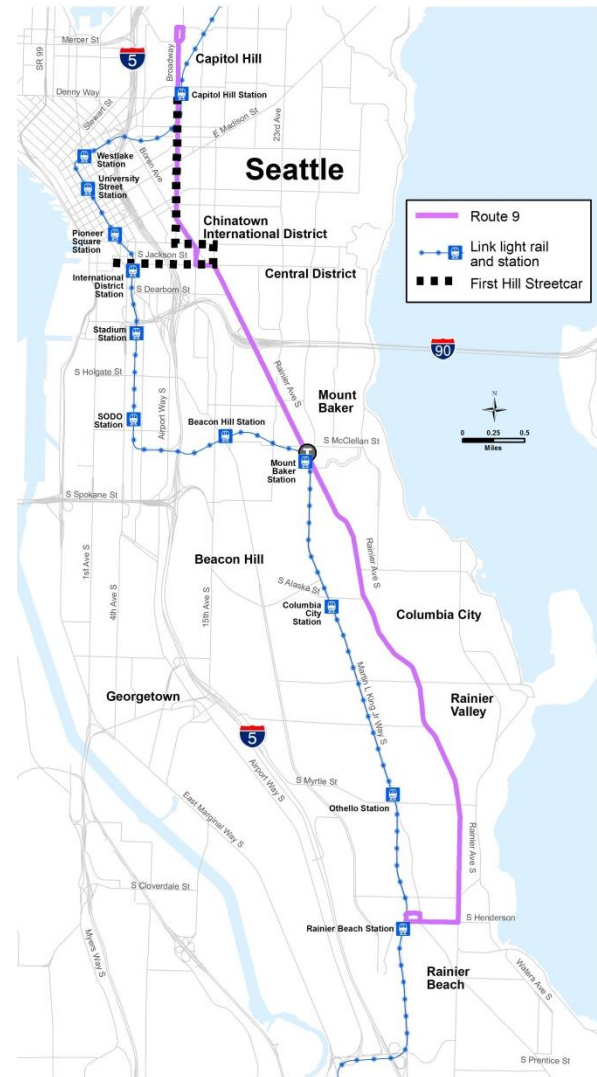 Mercer St
SR 99
5
Broadway
Capitol Hill
Denny Way
Capitol Hill Station
Stewart St
E Madison St
23rd Ave
Boren Ave
Westlake
Station
Seattle
University
Street
Station
Chinatown
International District
Pioneer
Square
Station
S Jackson St
Central District
International
District
Station
S Dearborn St
Route 9
Link light rail
and station
First Hill Streetcar
Stadium
Station
90
S Holgate St
Airport Way S
Rainier Ave S
Mount
Baker
N
0 0.25 0.5
Miles
SODO
Station
Beacon Hill Station
S McClellan St
T
Mount
Baker
Station
S Spokane St
1st Ave S
4th Ave S
15th Ave S
Beacon Hill
Rainier Ave S
S Alaska St
Columbia
City
Station
Columbia City
Martin L King Jr Way S
Georgetown
Rainier
Valley
5
Airport Way S
S Myrtle St
Othello Station
East Marginal Way S
Rainier Ave S
S Cloverdale St
S Henderson
Rainier Beach Station
Myers Way S
Rainier
Beach
Waters Ave S
S Prentice St